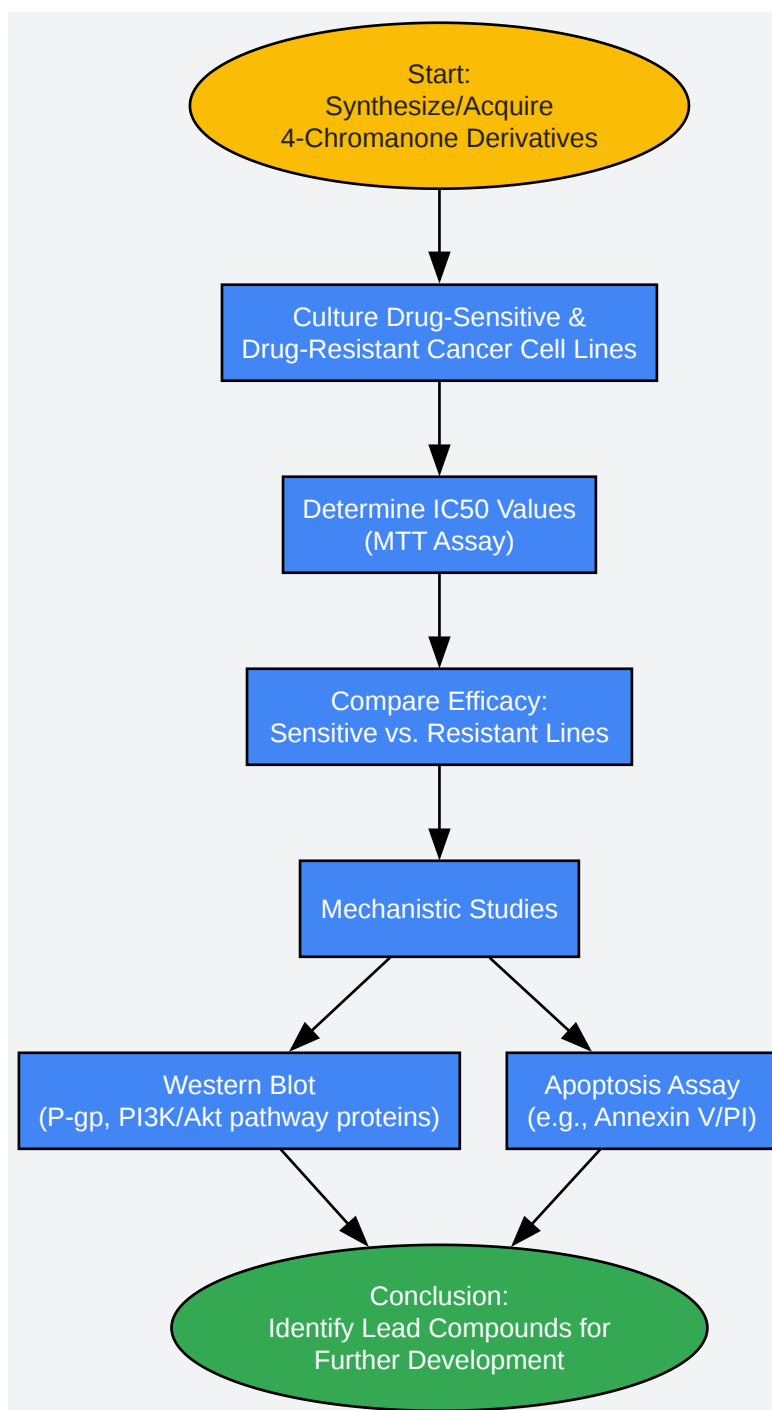 Start:
Synthesize/Acquire
4-Chromanone Derivatives
Culture Drug-Sensitive &
Drug-Resistant Cancer Cell Lines
Determine IC50 Values
(MTT Assay)
Compare Efficacy:
Sensitive vs. Resistant Lines
Mechanistic Studies
Western Blot
(P-gp, PI3K/Akt pathway proteins)
Apoptosis Assay
(e.g., Annexin V/PI)
Conclusion:
Identify Lead Compounds for
Further Development